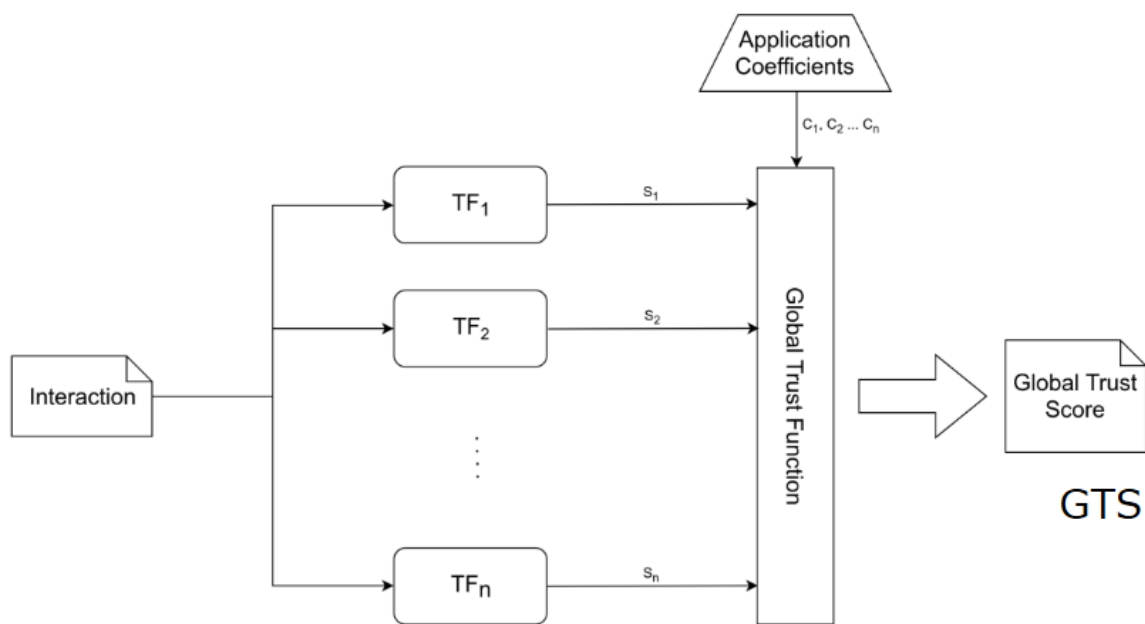 Application
Coefficients
C₁, C₂ ... Cₙ
TF₁
S₁
TF₂
S₂
Interaction
Global Trust Function
Global Trust
Score
GTS
TFₙ
Sₙ